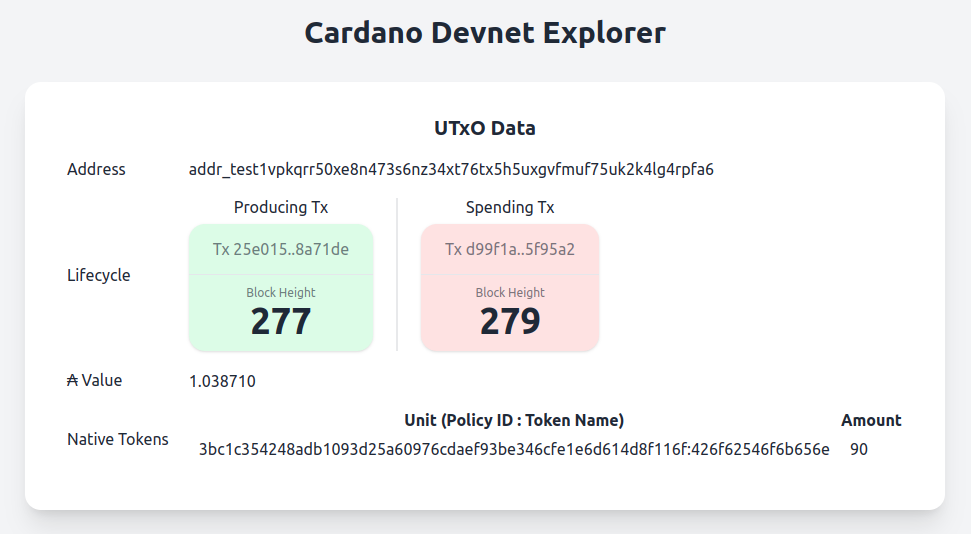 Cardano Devnet Explorer
UTxO Data
Address addr_test1vpkqrr50xe8n473s6nz34xt76tx5h5uxgvfmuf75uk2k4lg4rpfa6
Producing Tx Spending Tx
Lifecycle
Tx 25e015..8a71de Tx d99f1a..5f95a2
Block Height Block Height
277 279
₳ Value 1.038710
Native Tokens
Unit (Policy ID : Token Name) Amount
3bc1c354248adb1093d25a60976cdaef93be346cfe1e6d614d8f116f:426f62546f6b656e 90